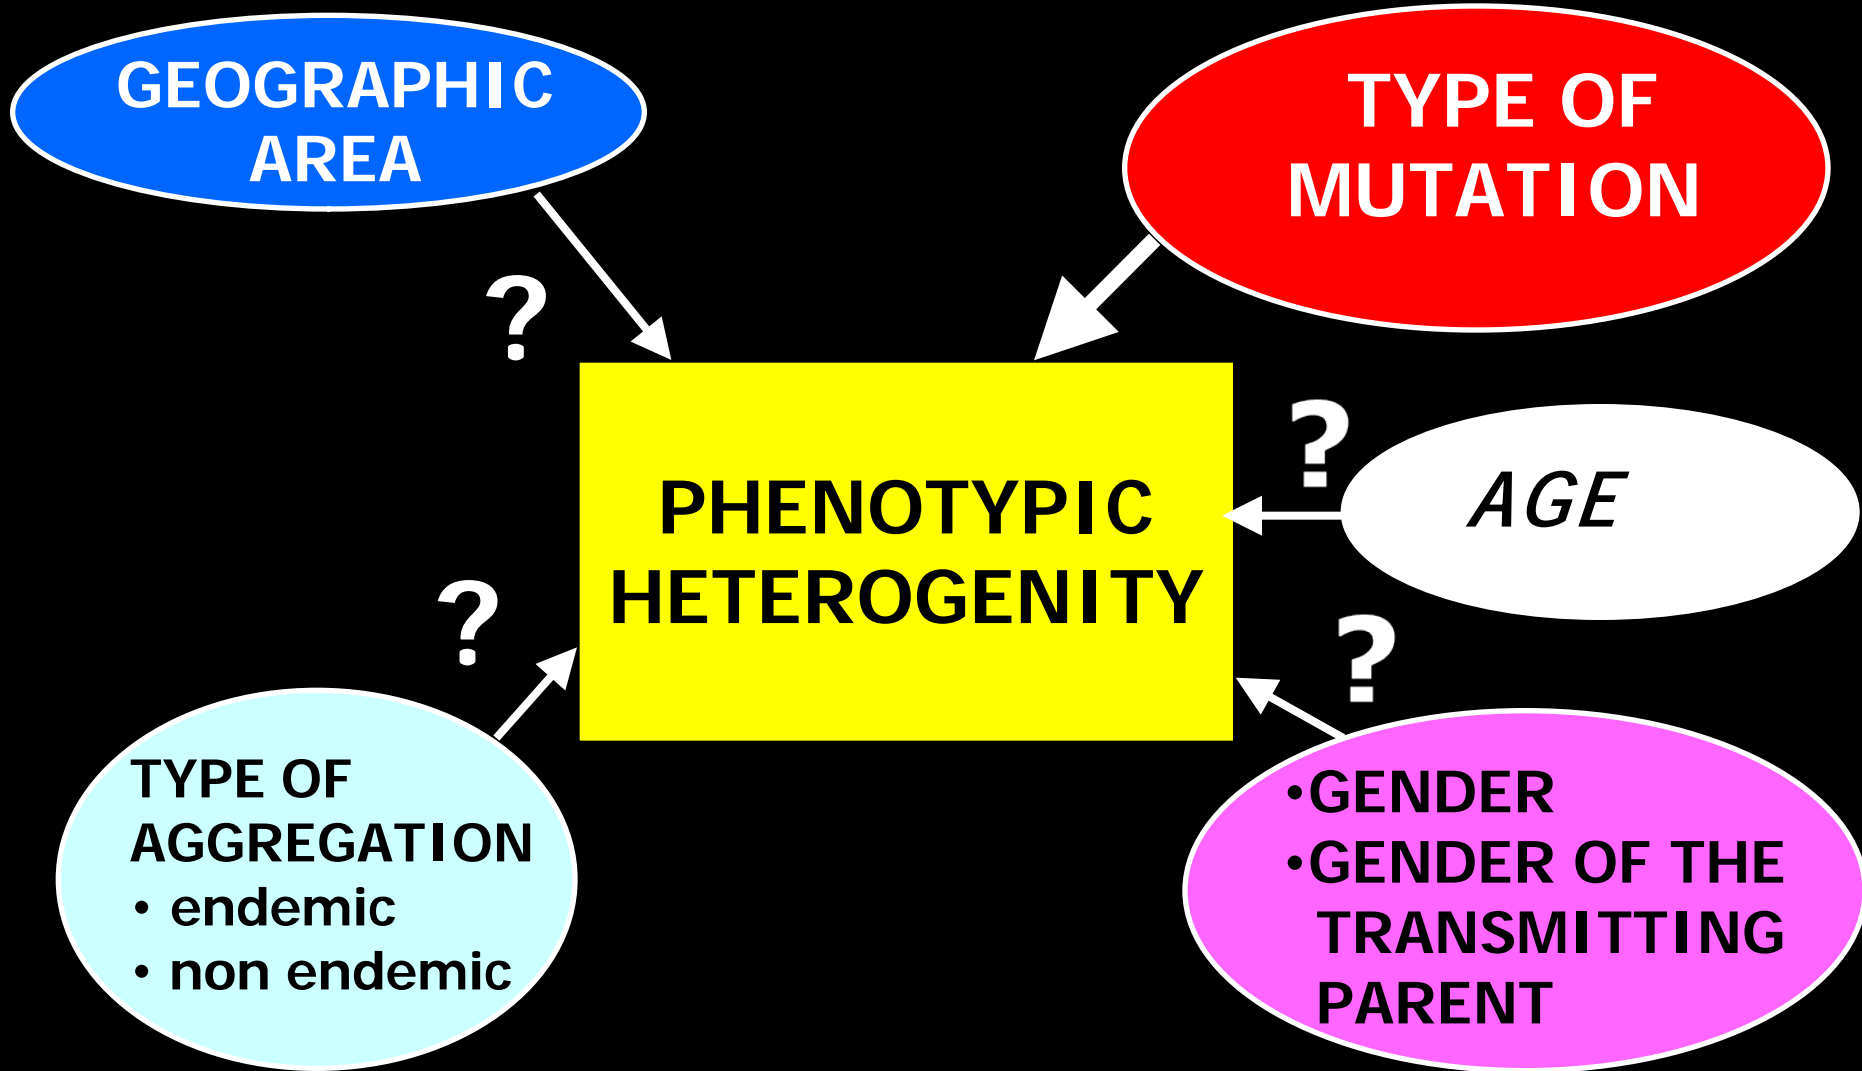 GEOGRAPHIC
AREA
TYPE OF
MUTATION
?
?
AGE
PHENOTYPIC
HETEROGENITY
?
?
TYPE OF
AGGREGATION
• endemic
• non endemic
•GENDER
•GENDER OF THE
TRANSMITTING
PARENT